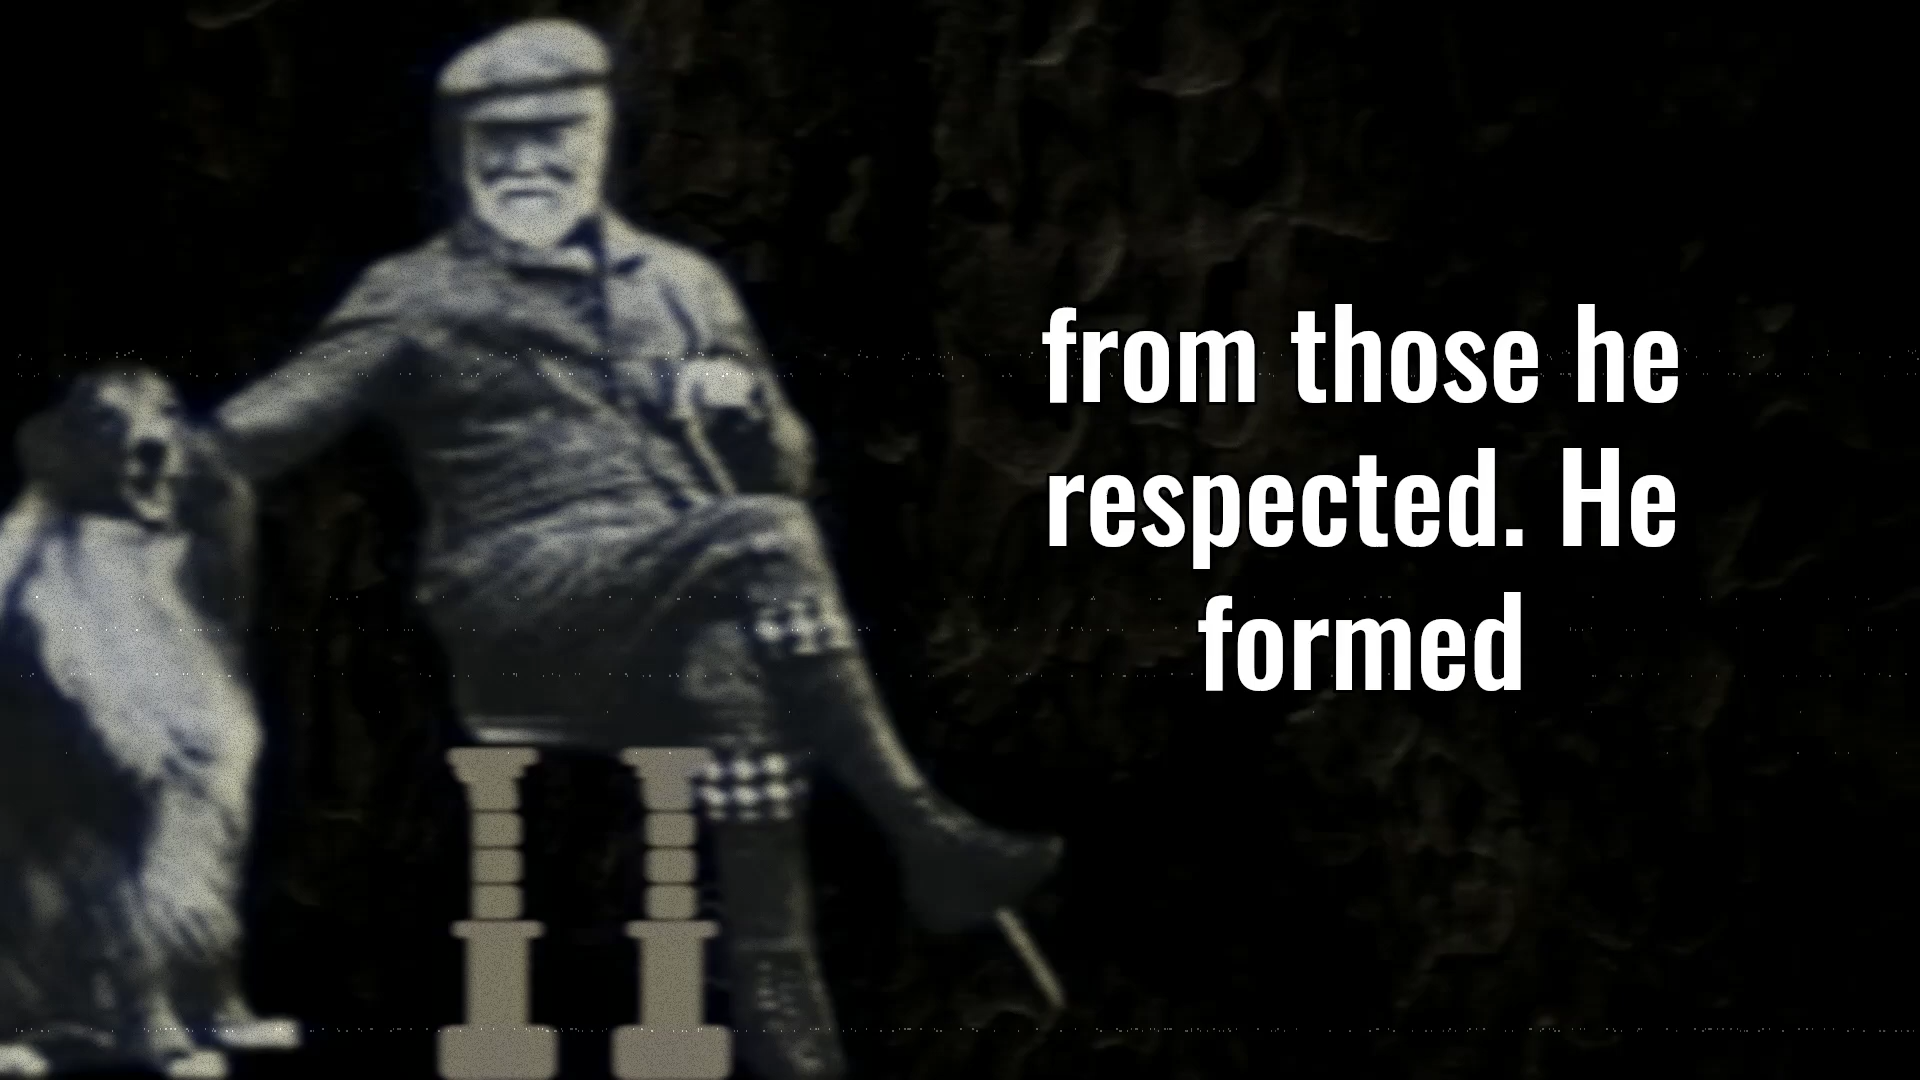 from those he
respected. He
formed